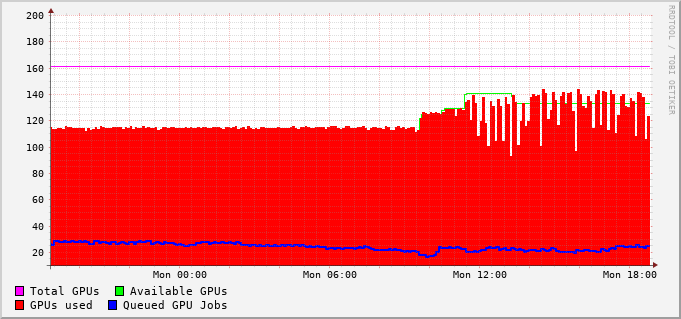 RRDTOOL / TOBI OETIKER
200
180
160
140
120
100
80
60
40
20
Mon 00:00 Mon 06:00 Mon 12:00 Mon 18:00
Total GPUs Available GPUs
GPUs used Queued GPU Jobs